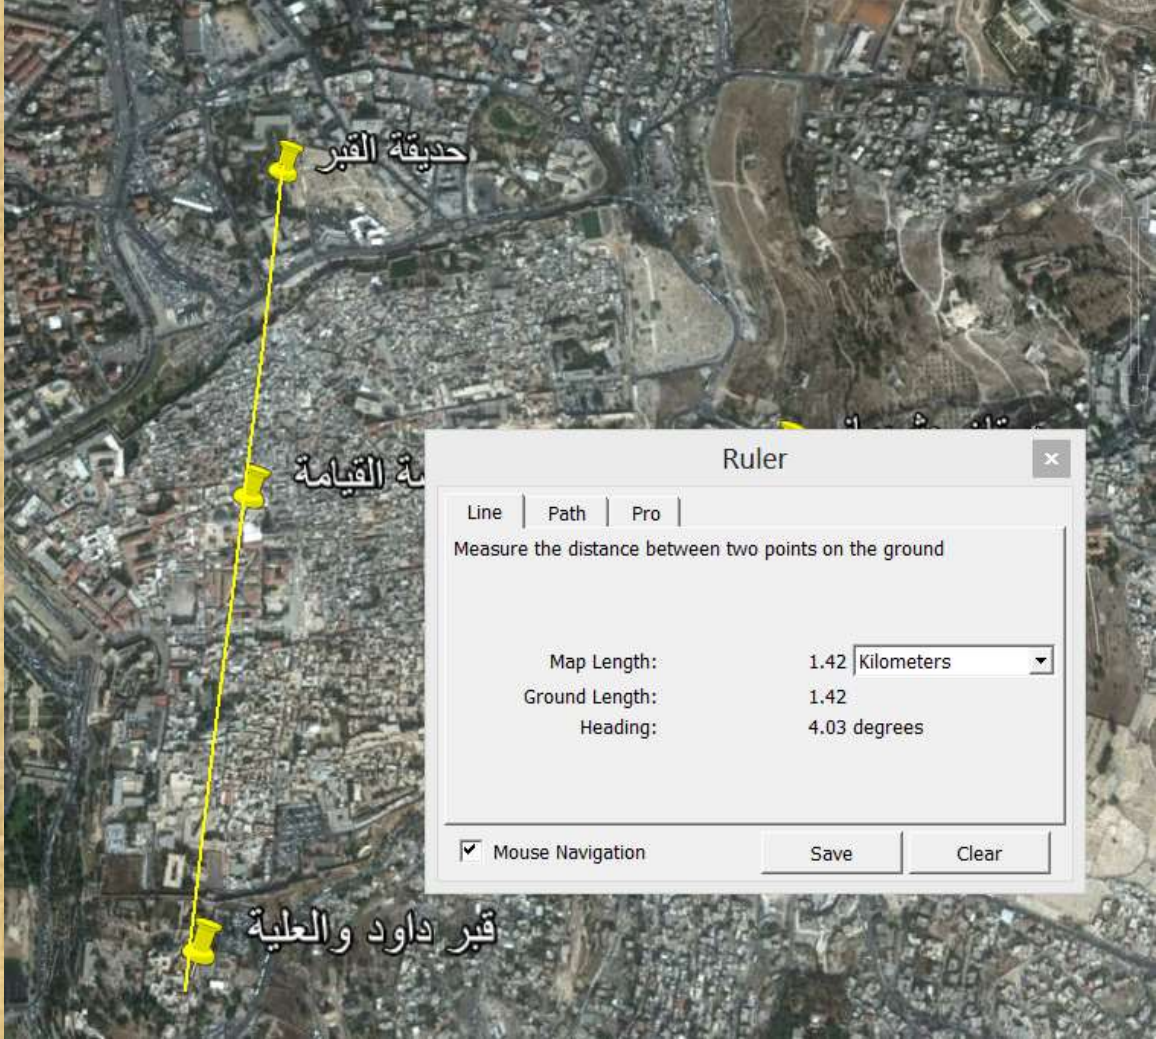 حديقة القبر
القيامة
Ruler
Line Path Pro
Measure the distance between two points on the ground
Map Length: 1.42 Kilometers
Ground Length: 1.42
Heading: 4.03 degrees
Mouse Navigation Save Clear
قبر داود والعلية